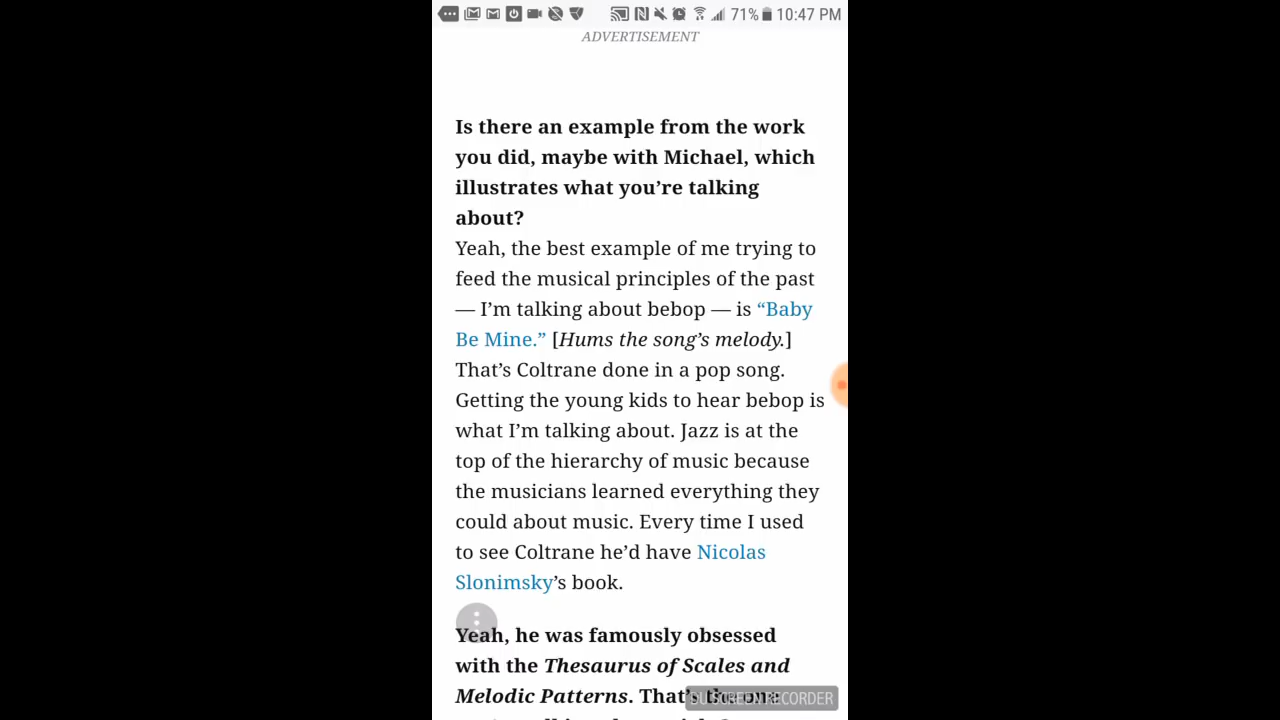 71% 10:47 PM
ADVERTISEMENT
Is there an example from the work
you did, maybe with Michael, which
illustrates what you’re talking
about?
Yeah, the best example of me trying to
feed the musical principles of the past
— I’m talking about bebop — is “Baby
Be Mine.” [Hums the song’s melody.]
That’s Coltrane done in a pop song.
Getting the young kids to hear bebop is
what I’m talking about. Jazz is at the
top of the hierarchy of music because
the musicians learned everything they
could about music. Every time I used
to see Coltrane he’d have Nicolas
Slonimsky’s book.
Yeah, he was famously obsessed
with the Thesaurus of Scales and
Melodic Patterns. That’s the one
DU SCREEN RECORDER